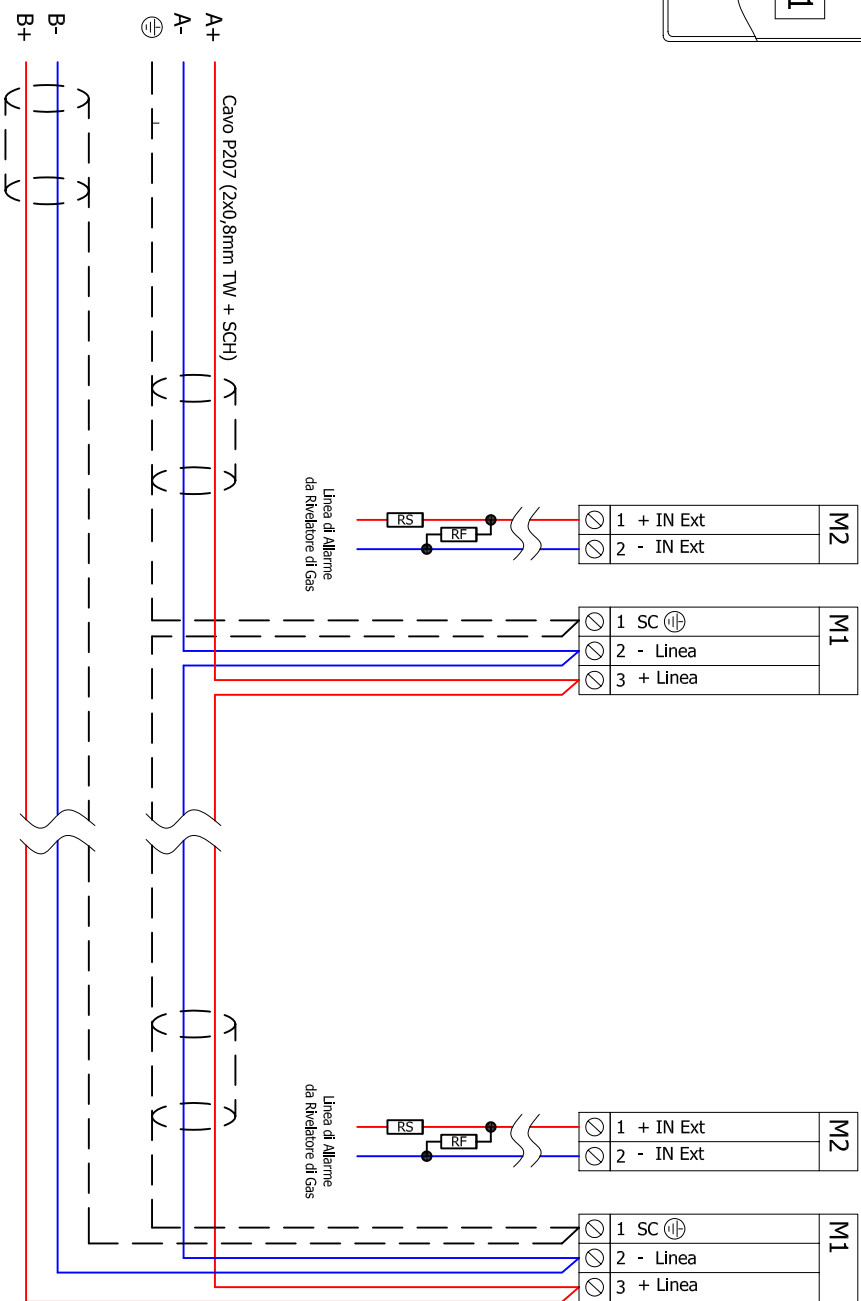 1
B+
B-
A-
A+
Cavo P207 (2x0,8mm TW + SCH)
Linea di Allarme
da Rivelatore di Gas
RS
RF
1 + IN Ext
2 - IN Ext
M2
1 SC
2 - Linea
3 + Linea
M1
Linea di Allarme
da Rivelatore di Gas
RS
RF
1 + IN Ext
2 - IN Ext
M2
1 SC
2 - Linea
3 + Linea
M1